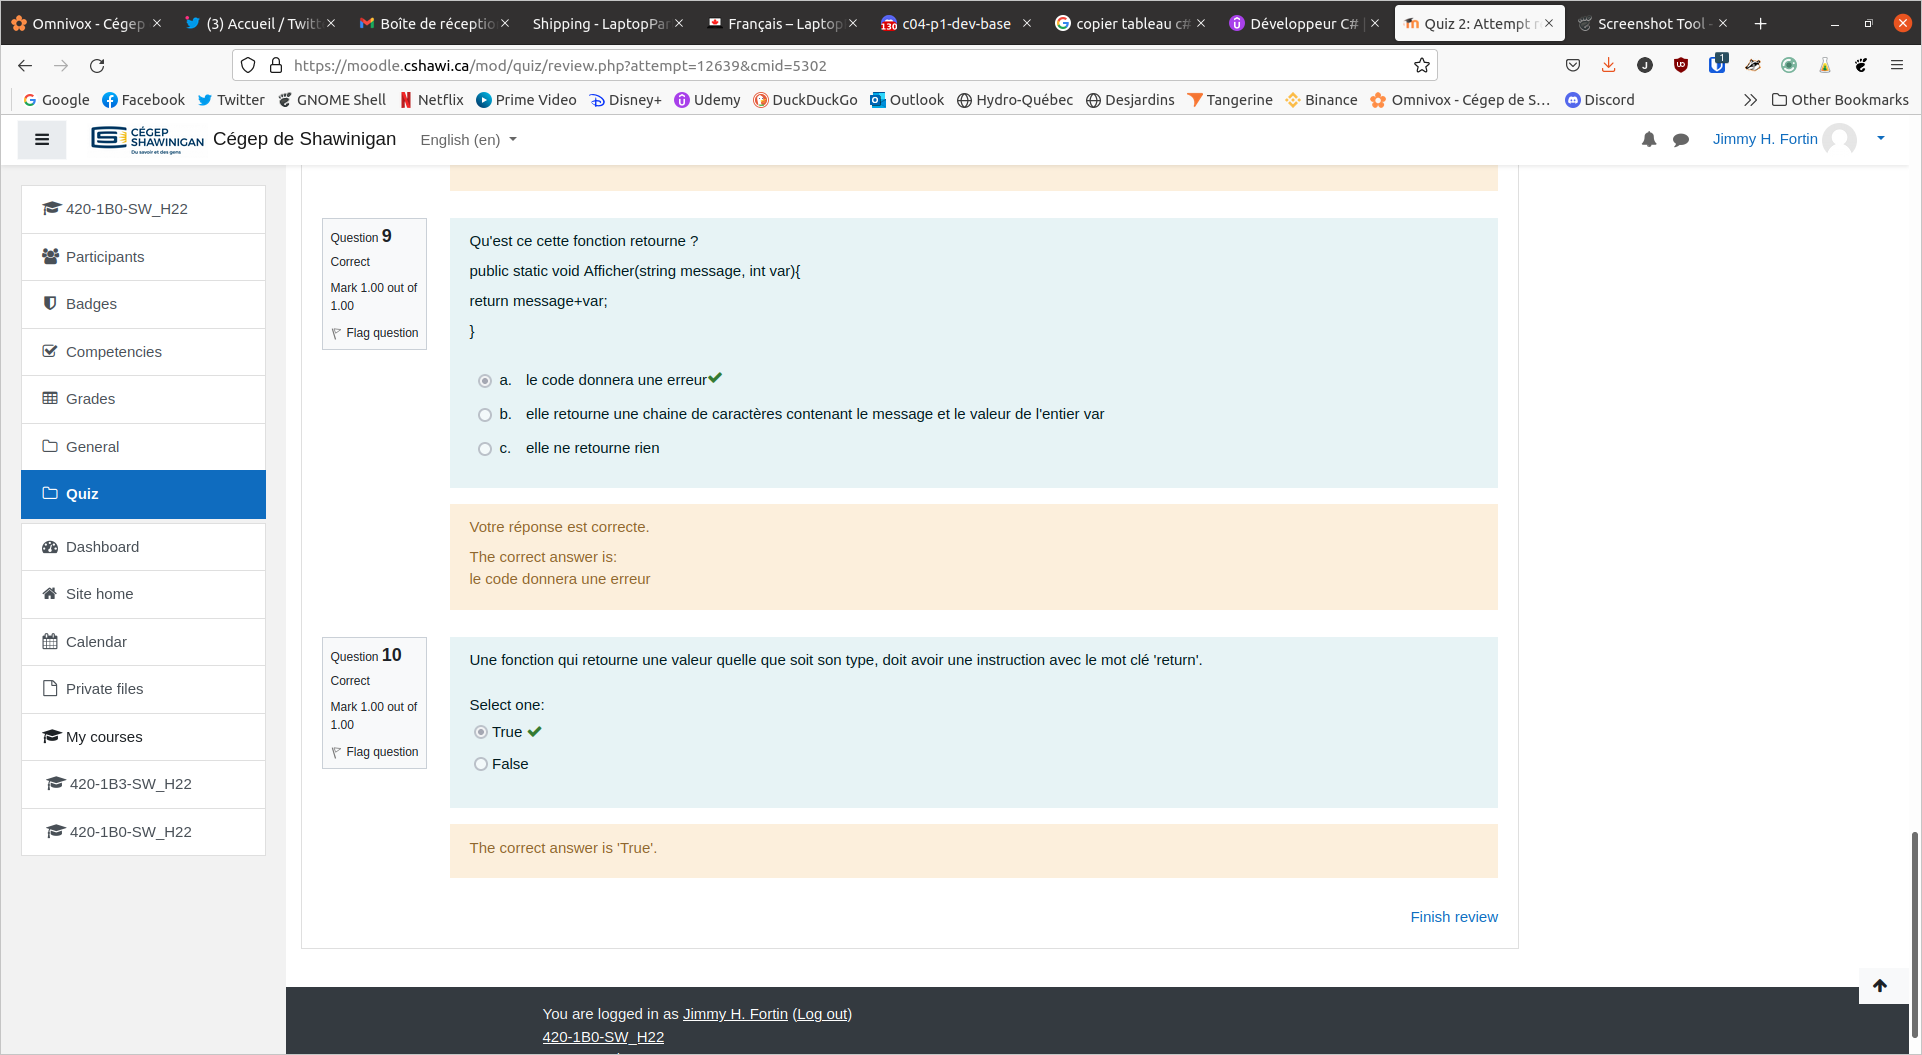 Omnivox - Cégep
(3) Accueil / Twitt
Boîte de réceptio
Shipping - LaptopPar
Français – Laptop
c04-p1-dev-base
copier tableau c#
Développeur C# |
Quiz 2: Attempt r
Screenshot Tool -
https://moodle.cshawi.ca/mod/quiz/review.php?attempt=12639&cmid=5302
Google
Facebook
Twitter
GNOME Shell
Netflix
Prime Video
Disney+
Udemy
DuckDuckGo
Outlook
Hydro-Québec
Desjardins
Tangerine
Binance
Omnivox - Cégep de S…
Discord
Other Bookmarks
CÉGEP
SHAWINIGAN
Du savoir et des gens
Cégep de Shawinigan
English (en)
Jimmy H. Fortin
420-1B0-SW_H22
Participants
Badges
Competencies
Grades
General
Quiz
Dashboard
Site home
Calendar
Private files
My courses
420-1B3-SW_H22
420-1B0-SW_H22
Question 9
Correct
Mark 1.00 out of
1.00
Flag question
Qu'est ce cette fonction retourne ?
public static void Afficher(string message, int var){
return message+var;
}
a. le code donnera une erreur
b. elle retourne une chaine de caractères contenant le message et le valeur de l'entier var
c. elle ne retourne rien
Votre réponse est correcte.
The correct answer is:
le code donnera une erreur
Question 10
Correct
Mark 1.00 out of
1.00
Flag question
Une fonction qui retourne une valeur quelle que soit son type, doit avoir une instruction avec le mot clé 'return'.
Select one:
True
False
The correct answer is 'True'.
Finish review
You are logged in as Jimmy H. Fortin (Log out)
420-1B0-SW_H22